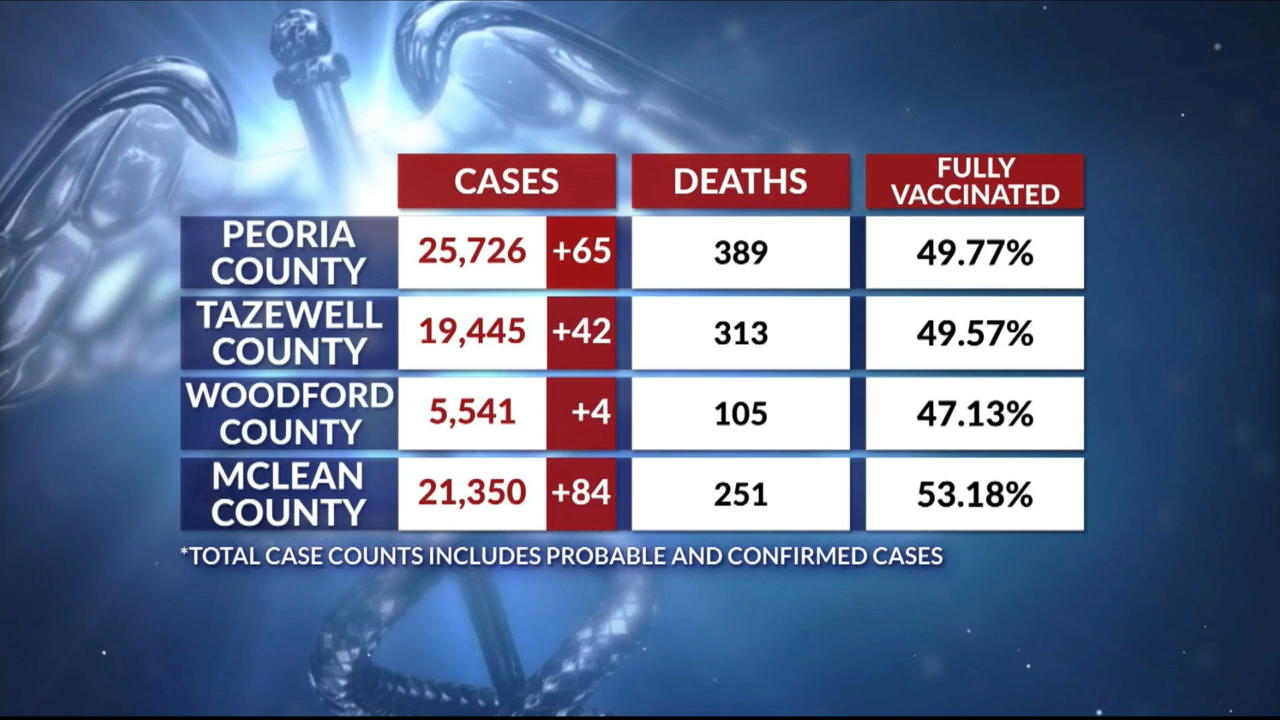 CASES DEATHS FULLY VACCINATED
PEORIA COUNTY 25,726 +65 389 49.77%
TAZEWELL COUNTY 19,445 +42 313 49.57%
WOODFORD COUNTY 5,541 +4 105 47.13%
MCLEAN COUNTY 21,350 +84 251 53.18%
*TOTAL CASE COUNTS INCLUDES PROBABLE AND CONFIRMED CASES